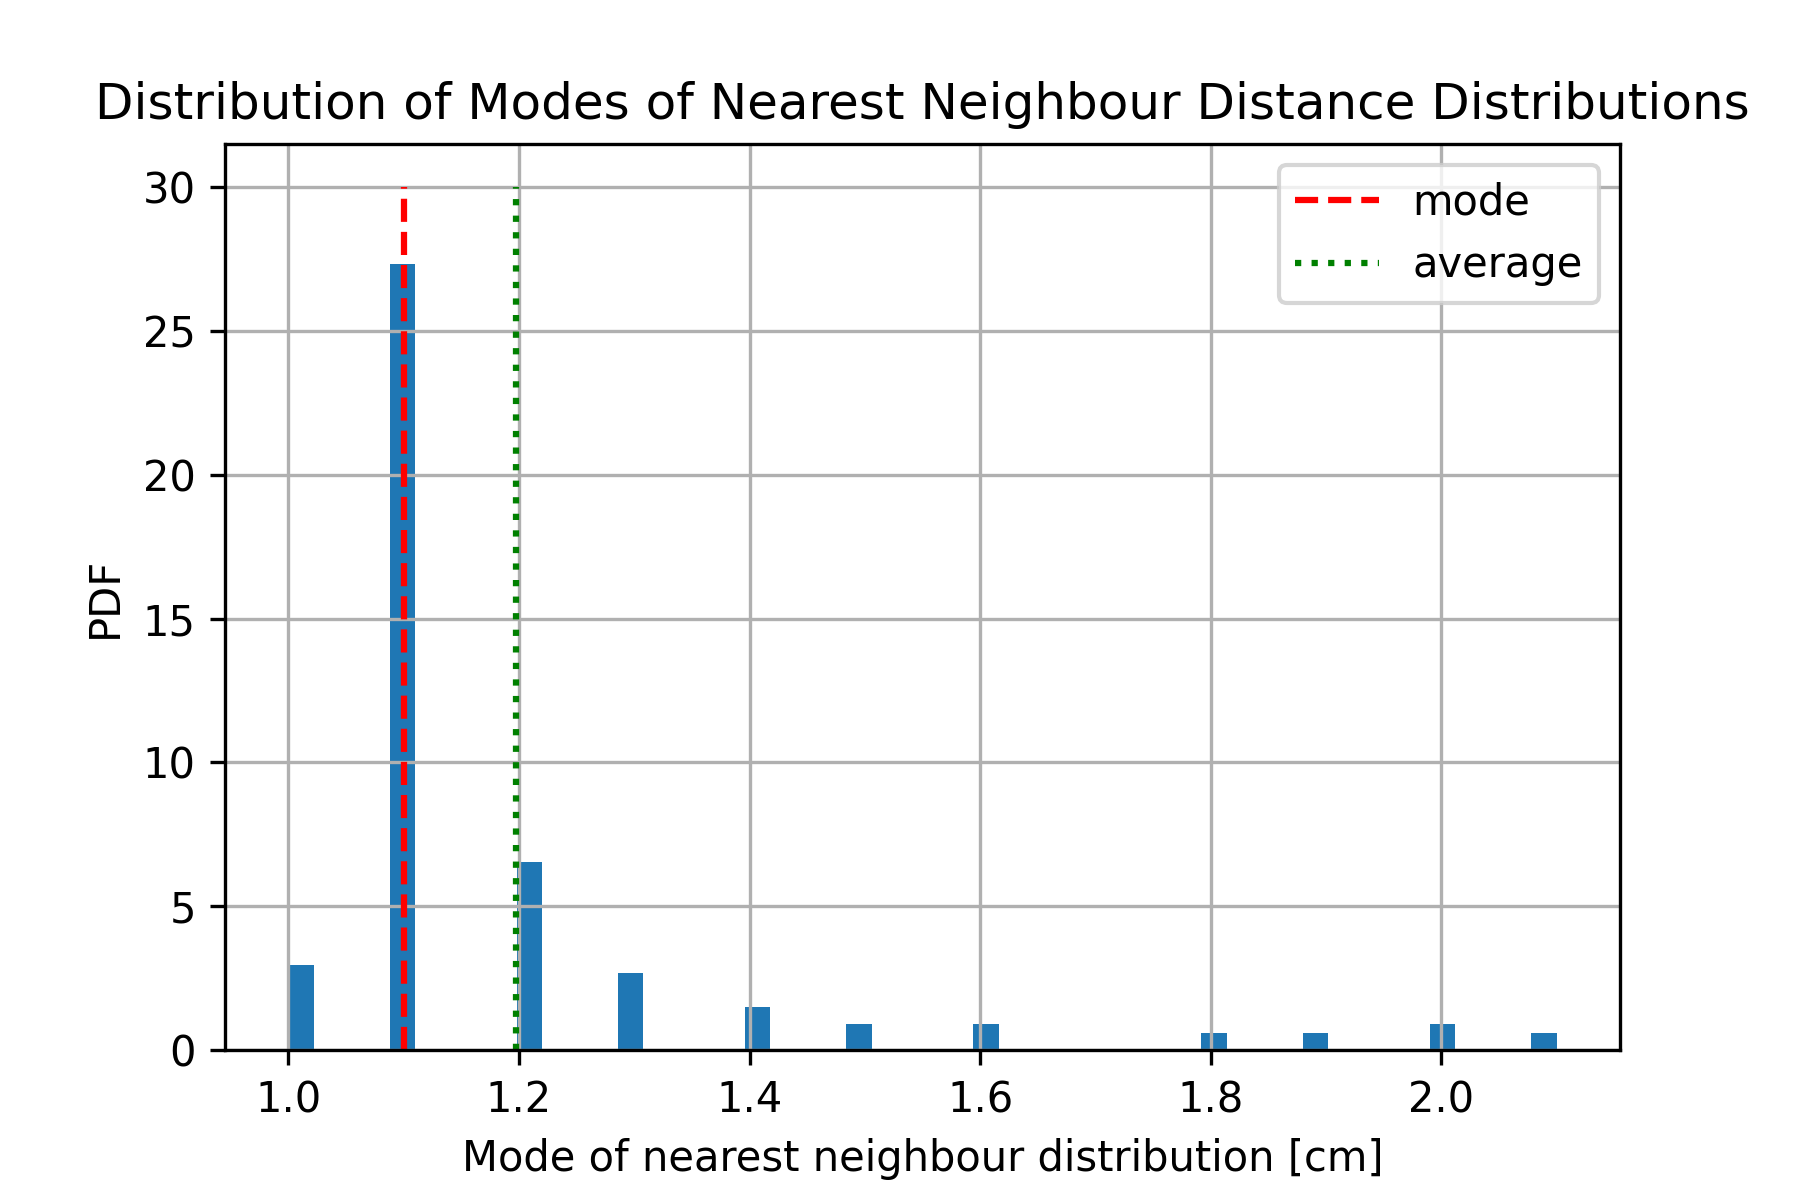 Distribution of Modes of Nearest Neighbour Distance Distributions
30
25
20
15
10
5
0
PDF
mode
average
1.0 1.2 1.4 1.6 1.8 2.0
Mode of nearest neighbour distribution [cm]